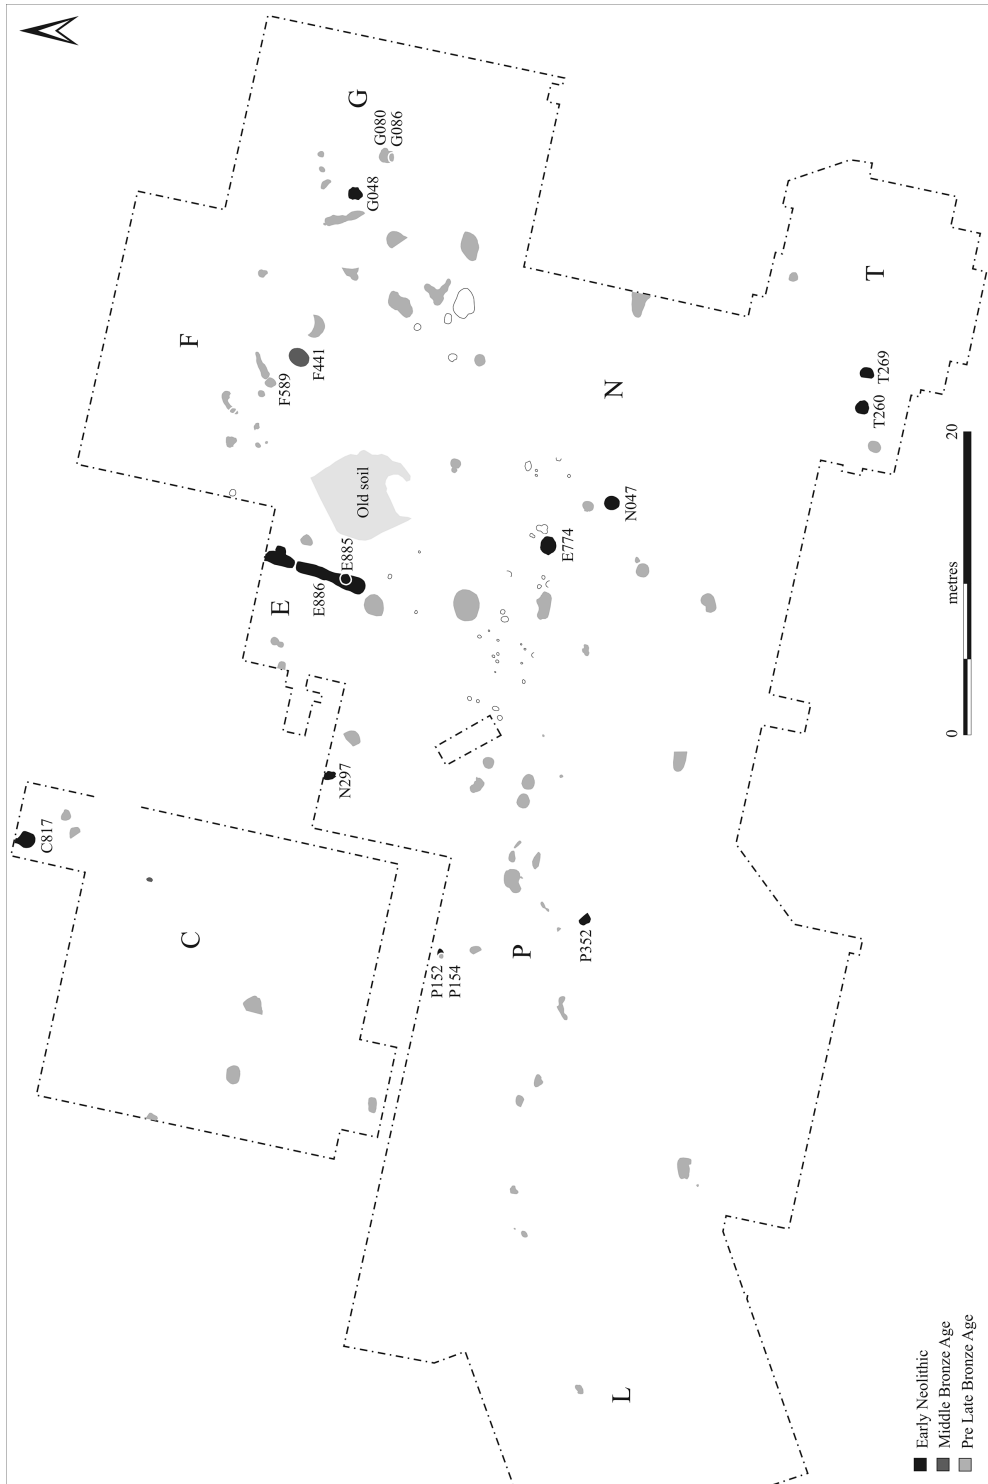 G
G080
G086
G048
F
F441
F589
Old soil
E
E885
E886
E774
N047
N
T
T269
T260
N297
C817
C
P152
P154
P
P352
L
0
metres
20
Early Neolithic
Middle Bronze Age
Pre Late Bronze Age